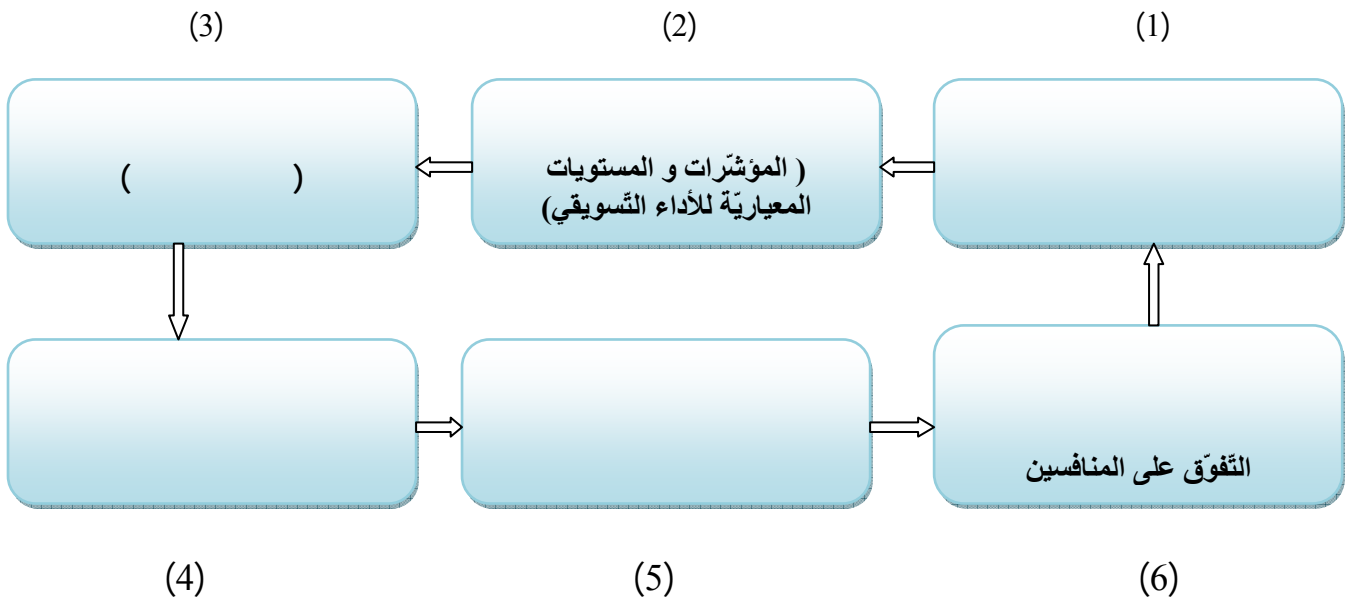 (1) (2) (3)
( المؤشّرات و المستويات
المعياريّة للأداء التّسويقي)
( )
التّفوّق على المنافسين
(4) (5) (6)